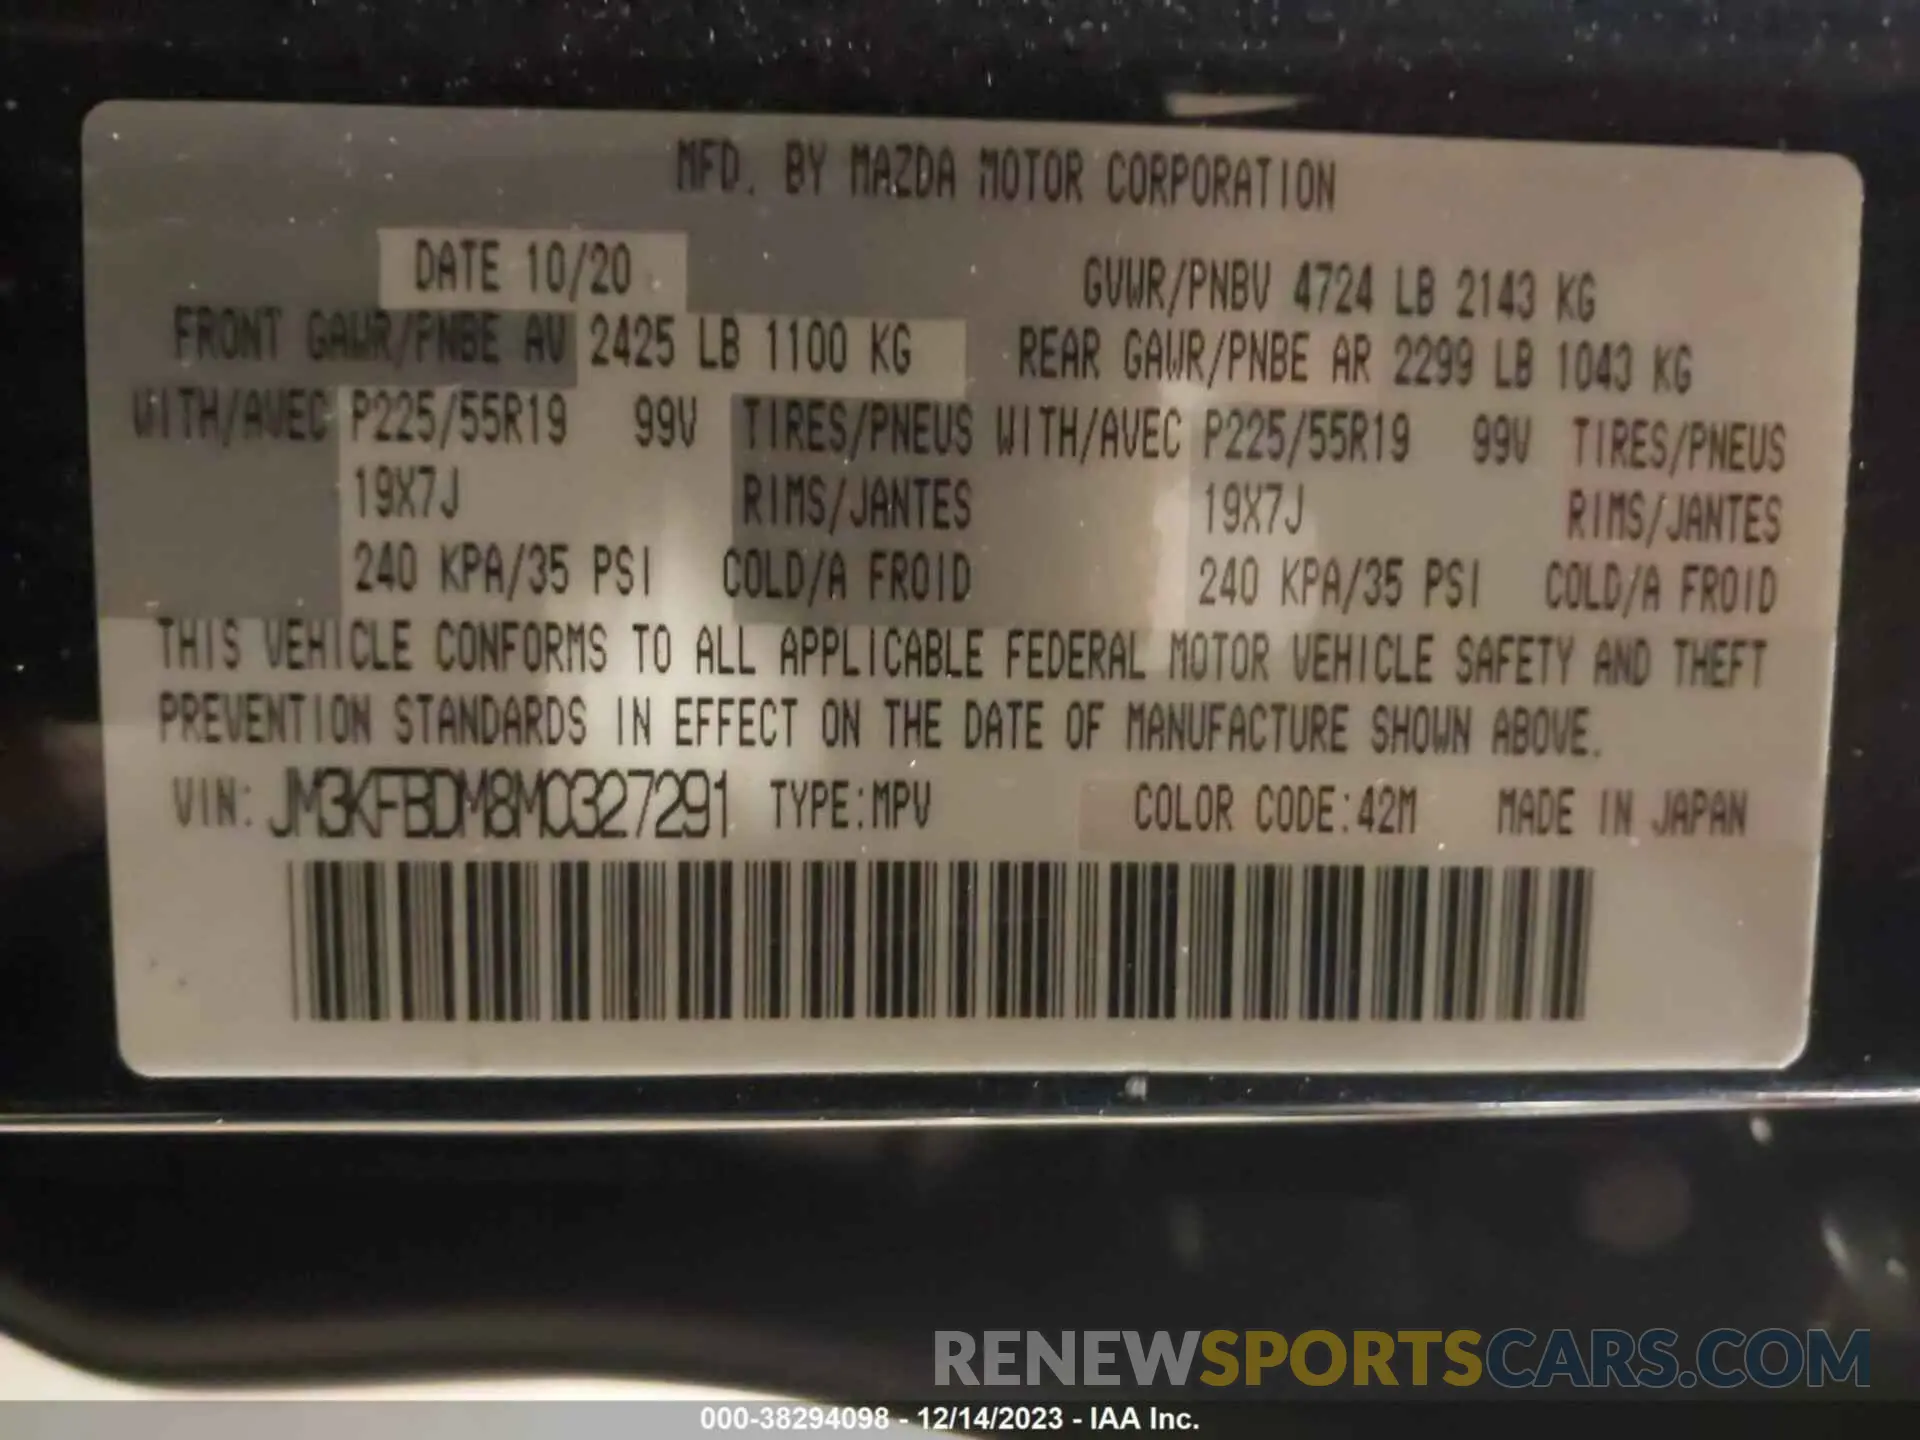 MFD. BY MAZDA MOTOR CORPORATION
DATE 10/20 GVWR/PNBV 4724 LB 2143 KG
FRONT GAWR/PNBE AV 2425 LB 1100 KG REAR GAWR/PNBE AR 2299 LB 1043 KG
WITH/AVEC P225/55R19 99V TIRES/PNEUS WITH/AVEC P225/55R19 99V TIRES/PNEUS
19X7J RIMS/JANTES 19X7J RIMS/JANTES
240 KPA/35 PSI COLD/A FROID 240 KPA/35 PSI COLD/A FROID
THIS VEHICLE CONFORMS TO ALL APPLICABLE FEDERAL MOTOR VEHICLE SAFETY AND THEFT
PREVENTION STANDARDS IN EFFECT ON THE DATE OF MANUFACTURE SHOWN ABOVE.
VIN: JM3KFBDM8M0327291 TYPE:MPV COLOR CODE:42M MADE IN JAPAN
RENEWSPORTSCARS.COM
000-38294098 - 12/14/2023 - IAA Inc.